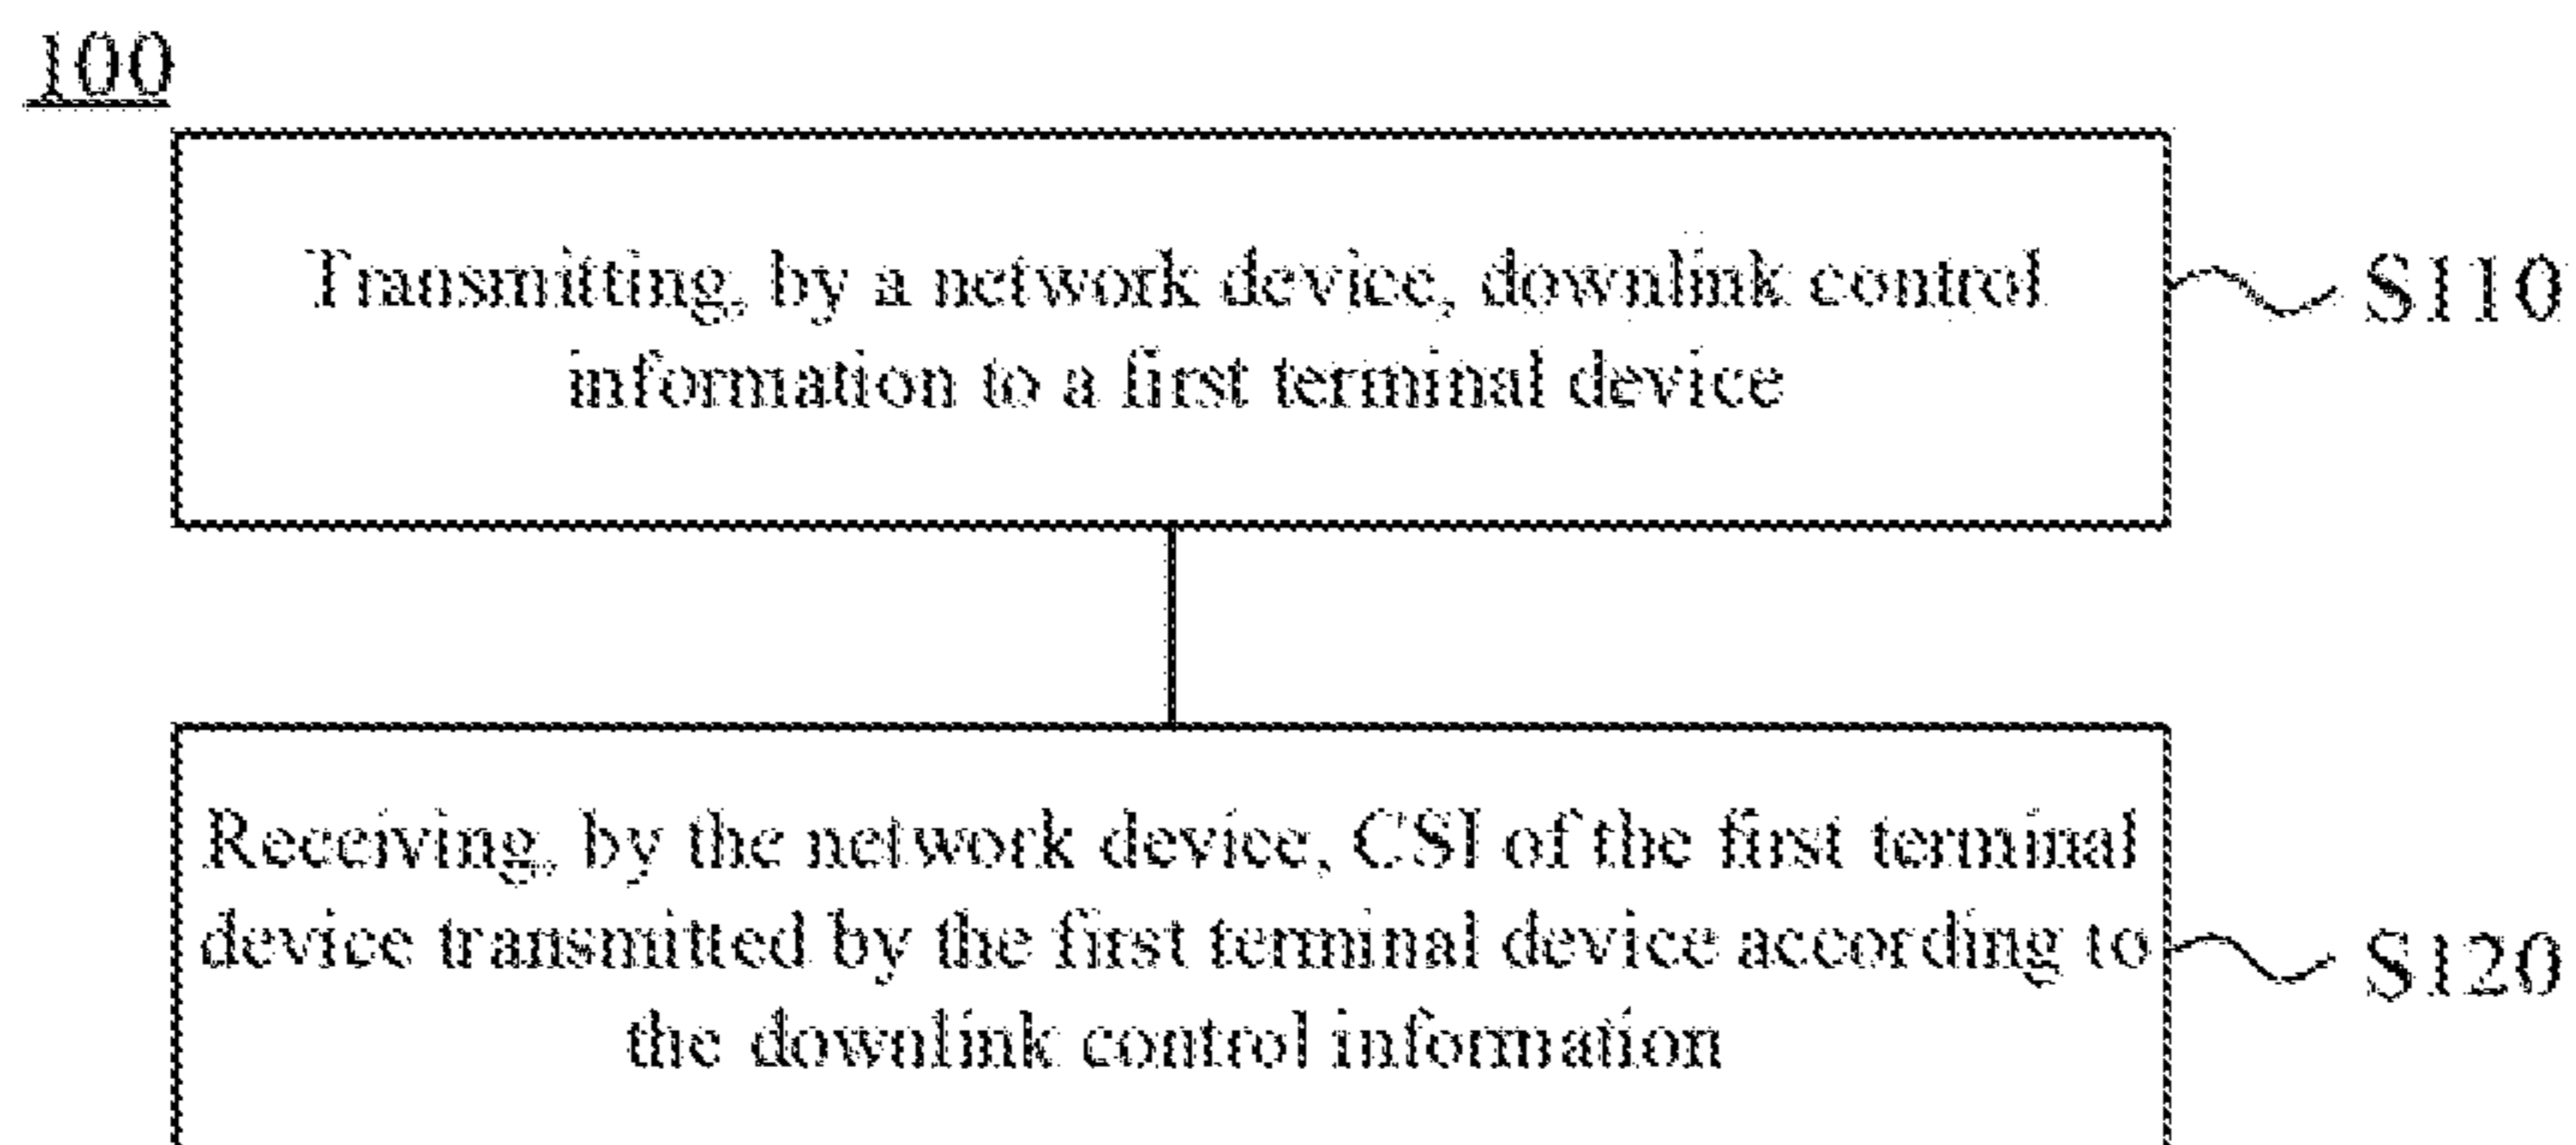 100
Transmitting, by a network device, downlink control
information to a first terminal device
S110
Receiving, by the network device, CSI of the first terminal
device transmitted by the first terminal device according to
the downlink control information
S120